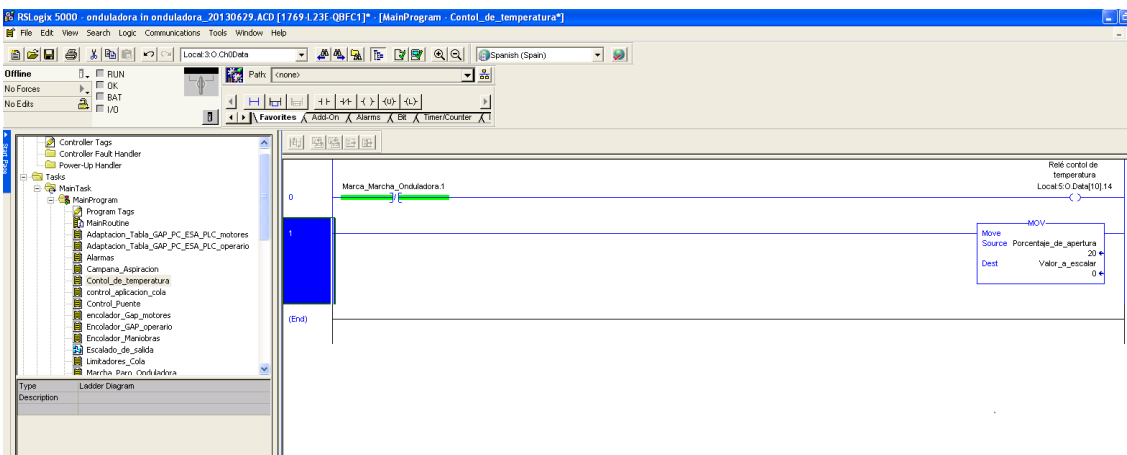 RSLogix 5000 - onduladora in onduladora_20130629.ACD [1769-L23E-QBFC1]* - [MainProgram - Contol_de_temperatura*]
File Edit View Search Logic Communications Tools Window Help
Local:3:O.Ch0Data
Spanish (Spain)
Offline
RUN
Path: <none>
No Forces
OK
BAT
No Edits
I/O
Favorites Add-On Alarms Bit Timer/Counter
Start Page
Controller Tags
Controller Fault Handler
Power-Up Handler
Tasks
MainTask
MainProgram
Program Tags
MainRoutine
Adaptacion_Tabla_GAP_PC_ESA_PLC_motores
Adaptacion_Tabla_GAP_PC_ESA_PLC_operario
Alarmas
Campana_Aspiracion
Contol_de_temperatura
control_aplicacion_cola
Control_Puente
encolador_Gap_motores
Encolador_GAP_operario
Encolador_Maniobras
Escalado_de_salida
Limitadores_Cola
Marcha_Paro_Onduladora
Type Ladder Diagram
Description
Relé contol de
temperatura
Marca_Marcha_Onduladora.1
Local:5:O.Data[10].14
0
1
MOV
Move
Source Porcentaje_de_apertura
20
Dest Valor_a_escalar
0
(End)